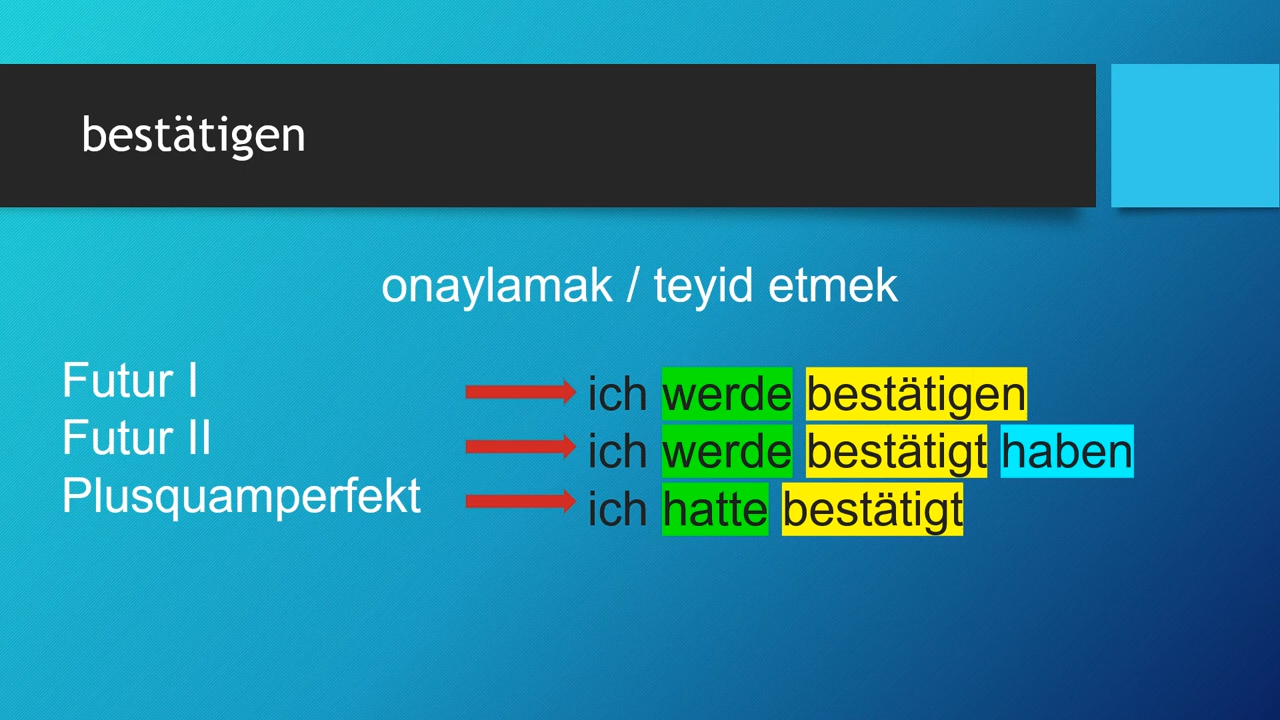 bestätigen
onaylamak / teyid etmek
Futur I ich werde bestätigen
Futur II ich werde bestätigt haben
Plusquamperfekt ich hatte bestätigt